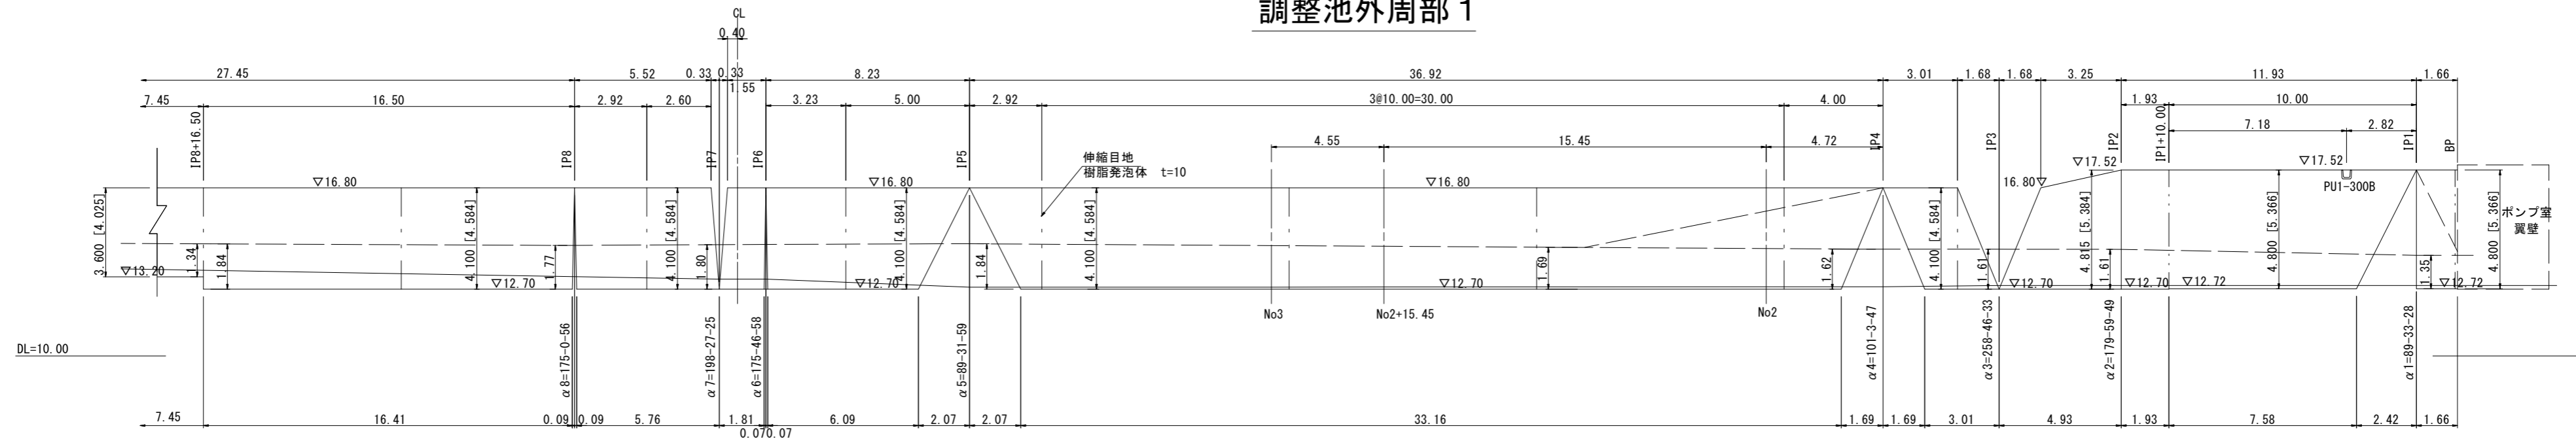 調整池外周部１
CL
0.40
27.45 5.52 0.33 0.33 8.23 36.92 3.01 1.68 1.68 3.25 11.93 1.66
1.55
7.45 16.50 2.92 2.60 3.23 5.00 2.92 3@10.00=30.00 4.00 1.93 10.00
4.55 15.45 4.72 7.18 2.82
IP8+16.50 IP8 IP7 IP6 IP5 IP4 IP3 IP2 IP1+10.00 IP1 BP
伸縮目地
樹脂発泡体 t=10
▽16.80 ▽16.80 ▽16.80 16.80▽ ▽17.52 ▽17.52
PU1-300B
ポンプ室
翼壁
3.600 [4.025] 4.100 [4.584] 4.100 [4.584] 4.100 [4.584] 4.100 [4.584] 4.100 [4.584] 4.815 [5.384] 4.800 [5.366] 4.800 [5.366]
1.34 1.84 1.77 1.80 1.84 1.69 1.62 1.61 1.61 1.35
▽13.20 ▽12.70 ▽12.70 ▽12.70 ▽12.70 ▽12.70 ▽12.72 ▽12.72
No3 No2+15.45 No2
α8=175-0-56 α7=198-27-25 α6=175-46-58 α5=89-31-59 α4=101-3-47 α3=258-46-33 α2=179-59-49 α1=89-33-28
DL=10.00
7.45 16.41 0.09 0.09 5.76 1.81 6.09 2.07 2.07 33.16 1.69 1.69 3.01 4.93 1.93 7.58 2.42 1.66
0.07 0.07